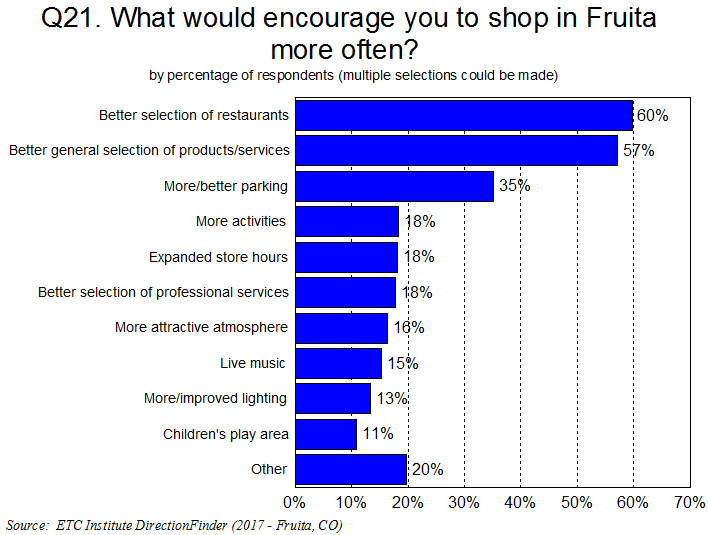 Q21. What would encourage you to shop in Fruita
more often?
by percentage of respondents (multiple selections could be made)
Better selection of restaurants 60%
Better general selection of products/services 57%
More/better parking 35%
More activities 18%
Expanded store hours 18%
Better selection of professional services 18%
More attractive atmosphere 16%
Live music 15%
More/improved lighting 13%
Children's play area 11%
Other 20%
0% 10% 20% 30% 40% 50% 60% 70%
Source: ETC Institute DirectionFinder (2017 - Fruita, CO)